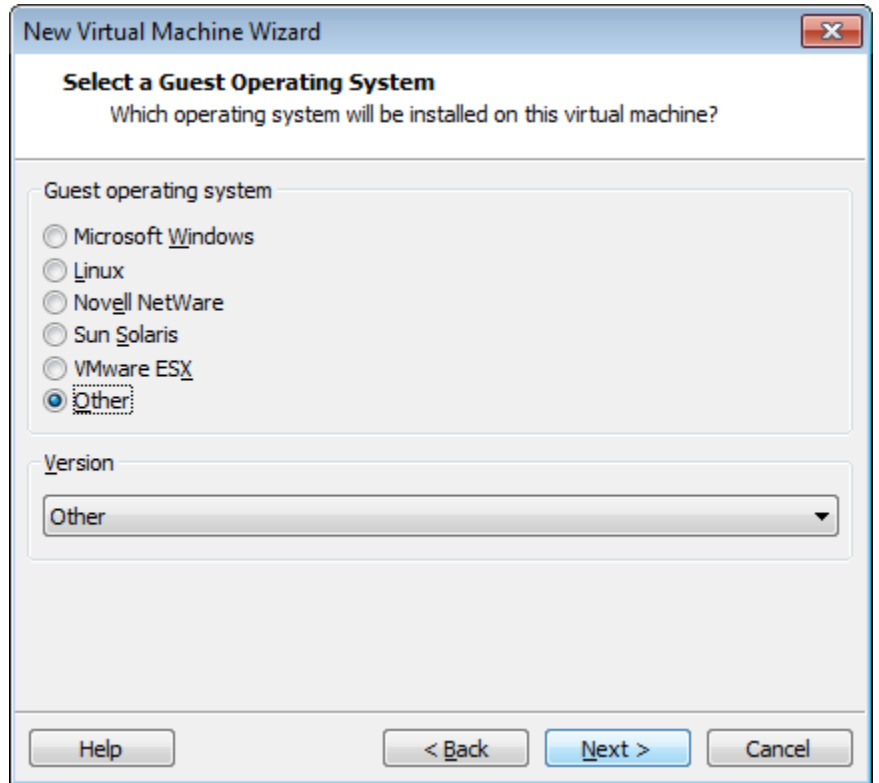 New Virtual Machine Wizard
Select a Guest Operating System
Which operating system will be installed on this virtual machine?
Guest operating system
Microsoft Windows
Linux
Novell NetWare
Sun Solaris
VMware ESX
Other
Version
Other
Help
< Back
Next >
Cancel